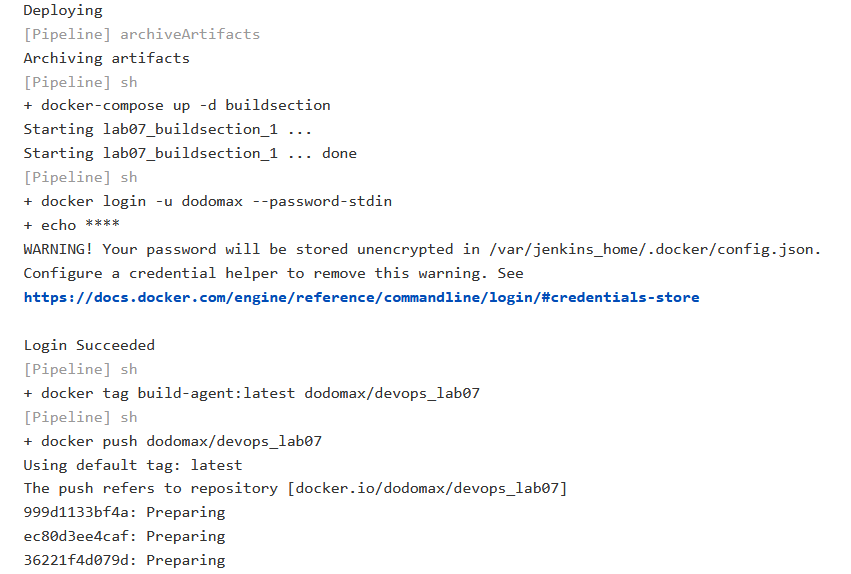 Deploying
[Pipeline] archiveArtifacts
Archiving artifacts
[Pipeline] sh
+ docker-compose up -d buildsection
Starting lab07_buildsection_1 ...
Starting lab07_buildsection_1 ... done
[Pipeline] sh
+ docker login -u dodomax --password-stdin
+ echo ****
WARNING! Your password will be stored unencrypted in /var/jenkins_home/.docker/config.json.
Configure a credential helper to remove this warning. See
https://docs.docker.com/engine/reference/commandline/login/#credentials-store
Login Succeeded
[Pipeline] sh
+ docker tag build-agent:latest dodomax/devops_lab07
[Pipeline] sh
+ docker push dodomax/devops_lab07
Using default tag: latest
The push refers to repository [docker.io/dodomax/devops_lab07]
999d1133bf4a: Preparing
ec80d3ee4caf: Preparing
36221f4d079d: Preparing